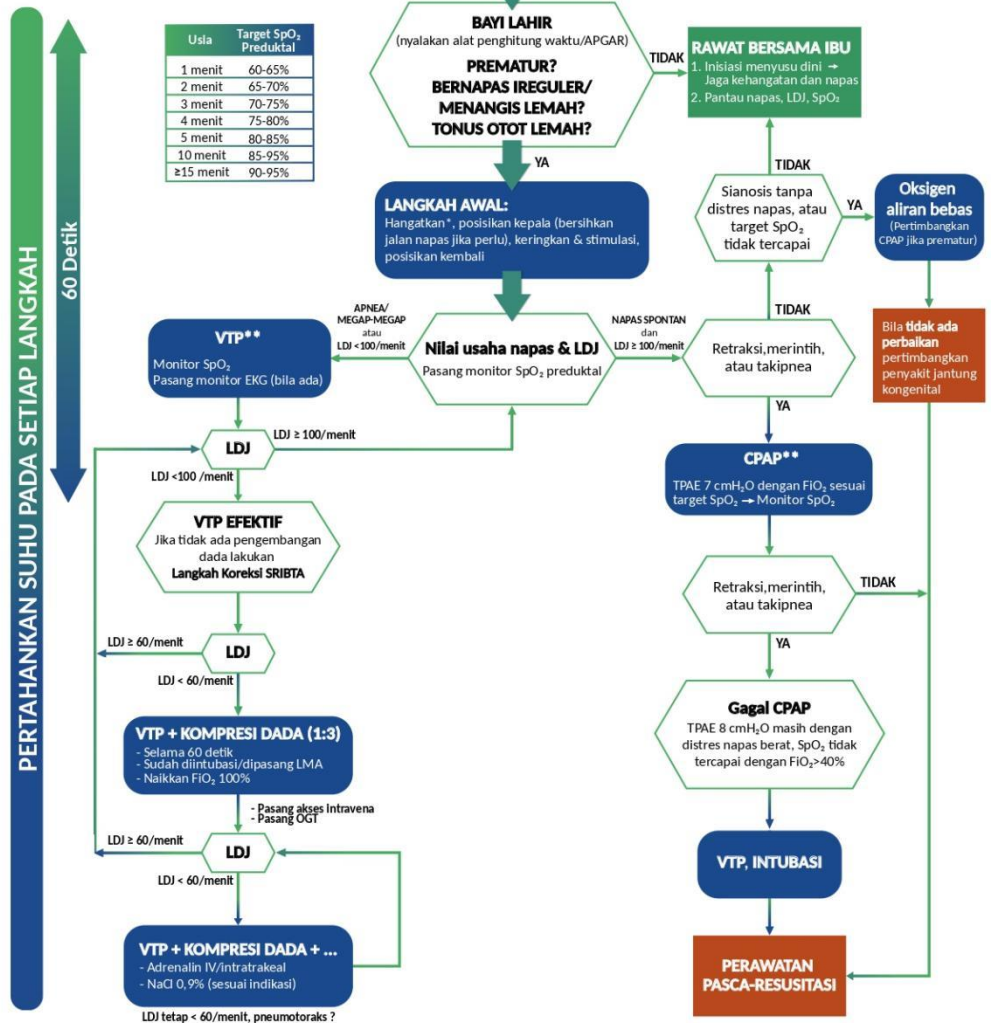 PERTAHANKAN SUHU PADA SETIAP LANGKAH
60 Detik
Usia Target SpO₂
Preduktal
1 menit 60-65%
2 menit 65-70%
3 menit 70-75%
4 menit 75-80%
5 menit 80-85%
10 menit 85-95%
≥15 menit 90-95%
BAYI LAHIR
(nyalakan alat penghitung waktu/APGAR)
PREMATUR?
BERNAPAS IREGULER/
MENANGIS LEMAH?
TONUS OTOT LEMAH?
TIDAK
RAWAT BERSAMA IBU
1. Inisiasi menyusu dini →
Jaga kehangatan dan napas
2. Pantau napas, LDJ, SpO₂
YA
LANGKAH AWAL:
Hangatkan*, posisikan kepala (bersihkan
jalan napas jika perlu), keringkan & stimulasi,
posisikan kembali
TIDAK
Sianosis tanpa
distres napas, atau
target SpO₂
tidak tercapai
YA
Oksigen
aliran bebas
(Pertimbangkan
CPAP jika prematur)
TIDAK
Bila tidak ada
perbaikan
pertimbangkan
penyakit jantung
kongenital
APNEA/
MEGAP-MEGAP
atau
LDJ <100/menit
Nilai usaha napas & LDJ
Pasang monitor SpO₂ preduktal
NAPAS SPONTAN
dan
LDJ ≥ 100/menit
Retraksi,merintih,
atau takipnea
VTP**
Monitor SpO₂
Pasang monitor EKG (bila ada)
YA
LDJ
LDJ ≥ 100/menit
LDJ <100 /menit
CPAP**
TPAE 7 cmH₂O dengan FiO₂ sesuai
target SpO₂ → Monitor SpO₂
VTP EFEKTIF
Jika tidak ada pengembangan
dada lakukan
Langkah Koreksi SRIBTA
Retraksi,merintih,
atau takipnea
TIDAK
YA
LDJ ≥ 60/menit
LDJ
LDJ < 60/menit
Gagal CPAP
TPAE 8 cmH₂O masih dengan
distres napas berat, SpO₂ tidak
tercapai dengan FiO₂>40%
VTP + KOMPRESI DADA (1:3)
- Selama 60 detik
- Sudah diintubasi/dipasang LMA
- Naikkan FiO₂ 100%
- Pasang akses intravena
- Pasang OGT
LDJ ≥ 60/menit
LDJ
LDJ < 60/menit
VTP, INTUBASI
VTP + KOMPRESI DADA + ...
- Adrenalin IV/intratrakeal
- NaCl 0,9% (sesuai indikasi)
PERAWATAN
PASCA-RESUSITASI
LDJ tetap < 60/menit, pneumotoraks ?